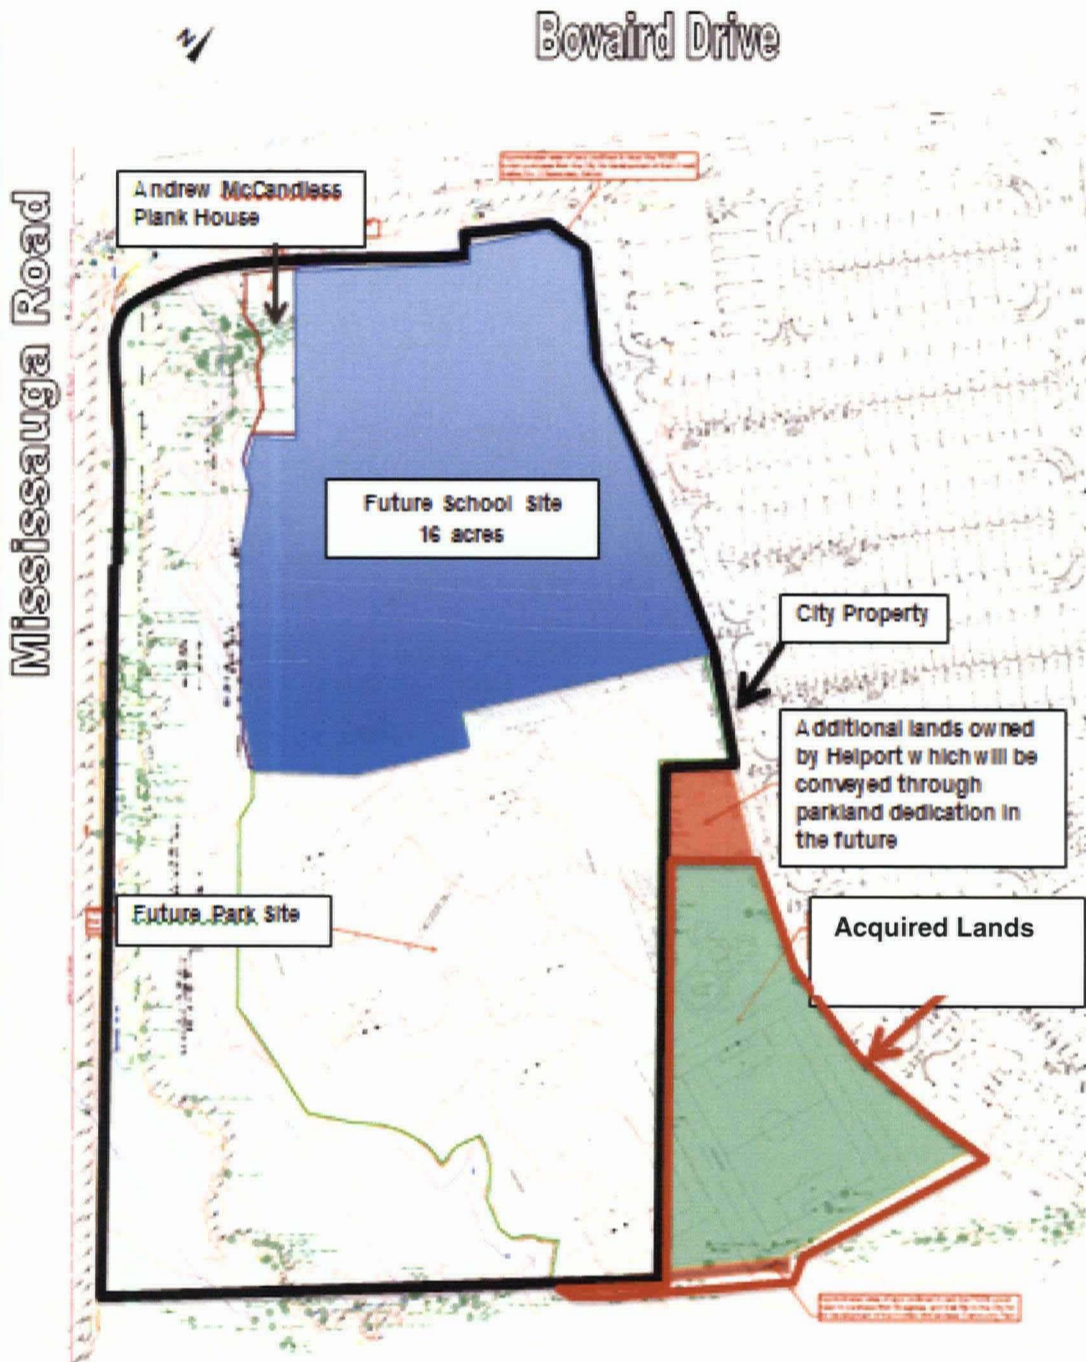 N
Bovaird Drive
Mississauga Road
Andrew McCandless
Plank House
Future School Site
16 acres
City Property
Additional lands owned
by Helport which will be
conveyed through
parkland dedication in
the future
Future Park Site
Acquired Lands